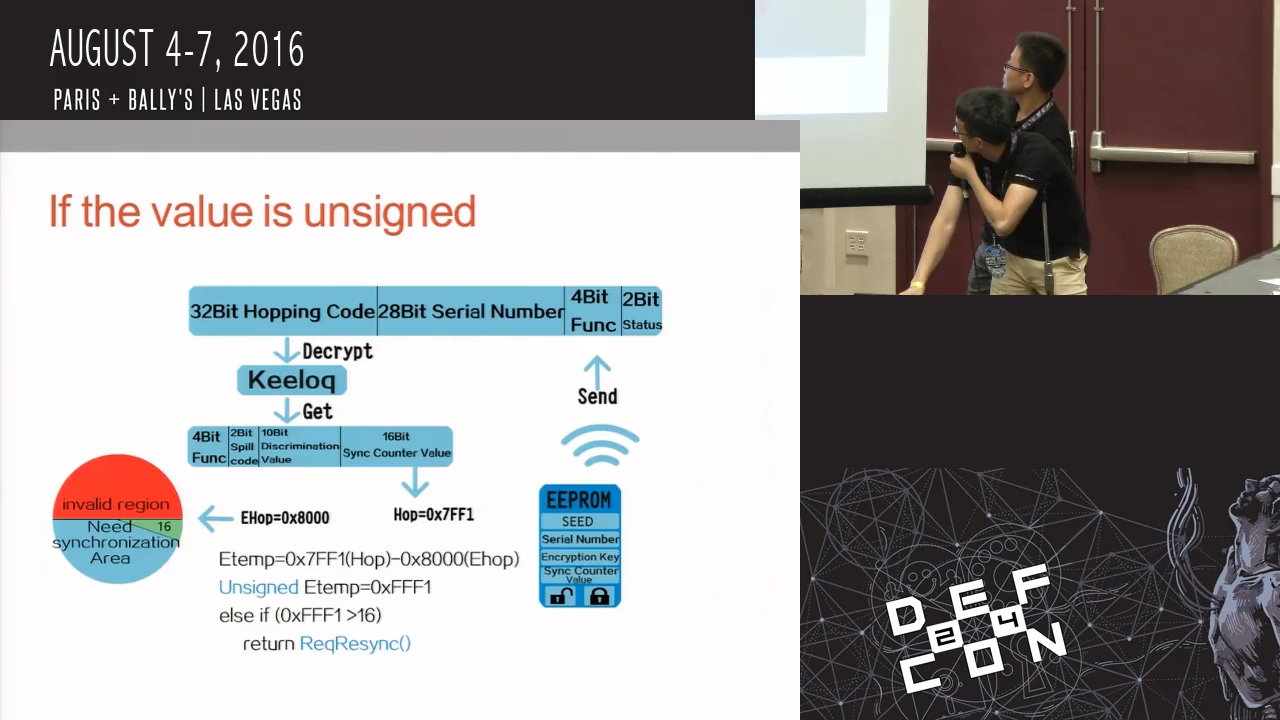 AUGUST 4-7, 2016
PARIS + BALLY'S | LAS VEGAS
If the value is unsigned
32Bit Hopping Code
28Bit Serial Number
4Bit
Func
2Bit
Status
Decrypt
Keeloq
Get
Send
4Bit
Func
2Bit
Spill
code
10Bit
Discrimination
Value
16Bit
Sync Counter Value
invalid region
Need
16
synchronization
Area
EHop=0x8000
Hop=0x7FF1
EEPROM
SEED
Serial Number
Encryption Key
Sync Counter
Value
Etemp=0x7FF1(Hop)-0x8000(Ehop)
Unsigned Etemp=0xFFF1
else if (0xFFF1 >16)
return ReqResync()
DEF
24
CON